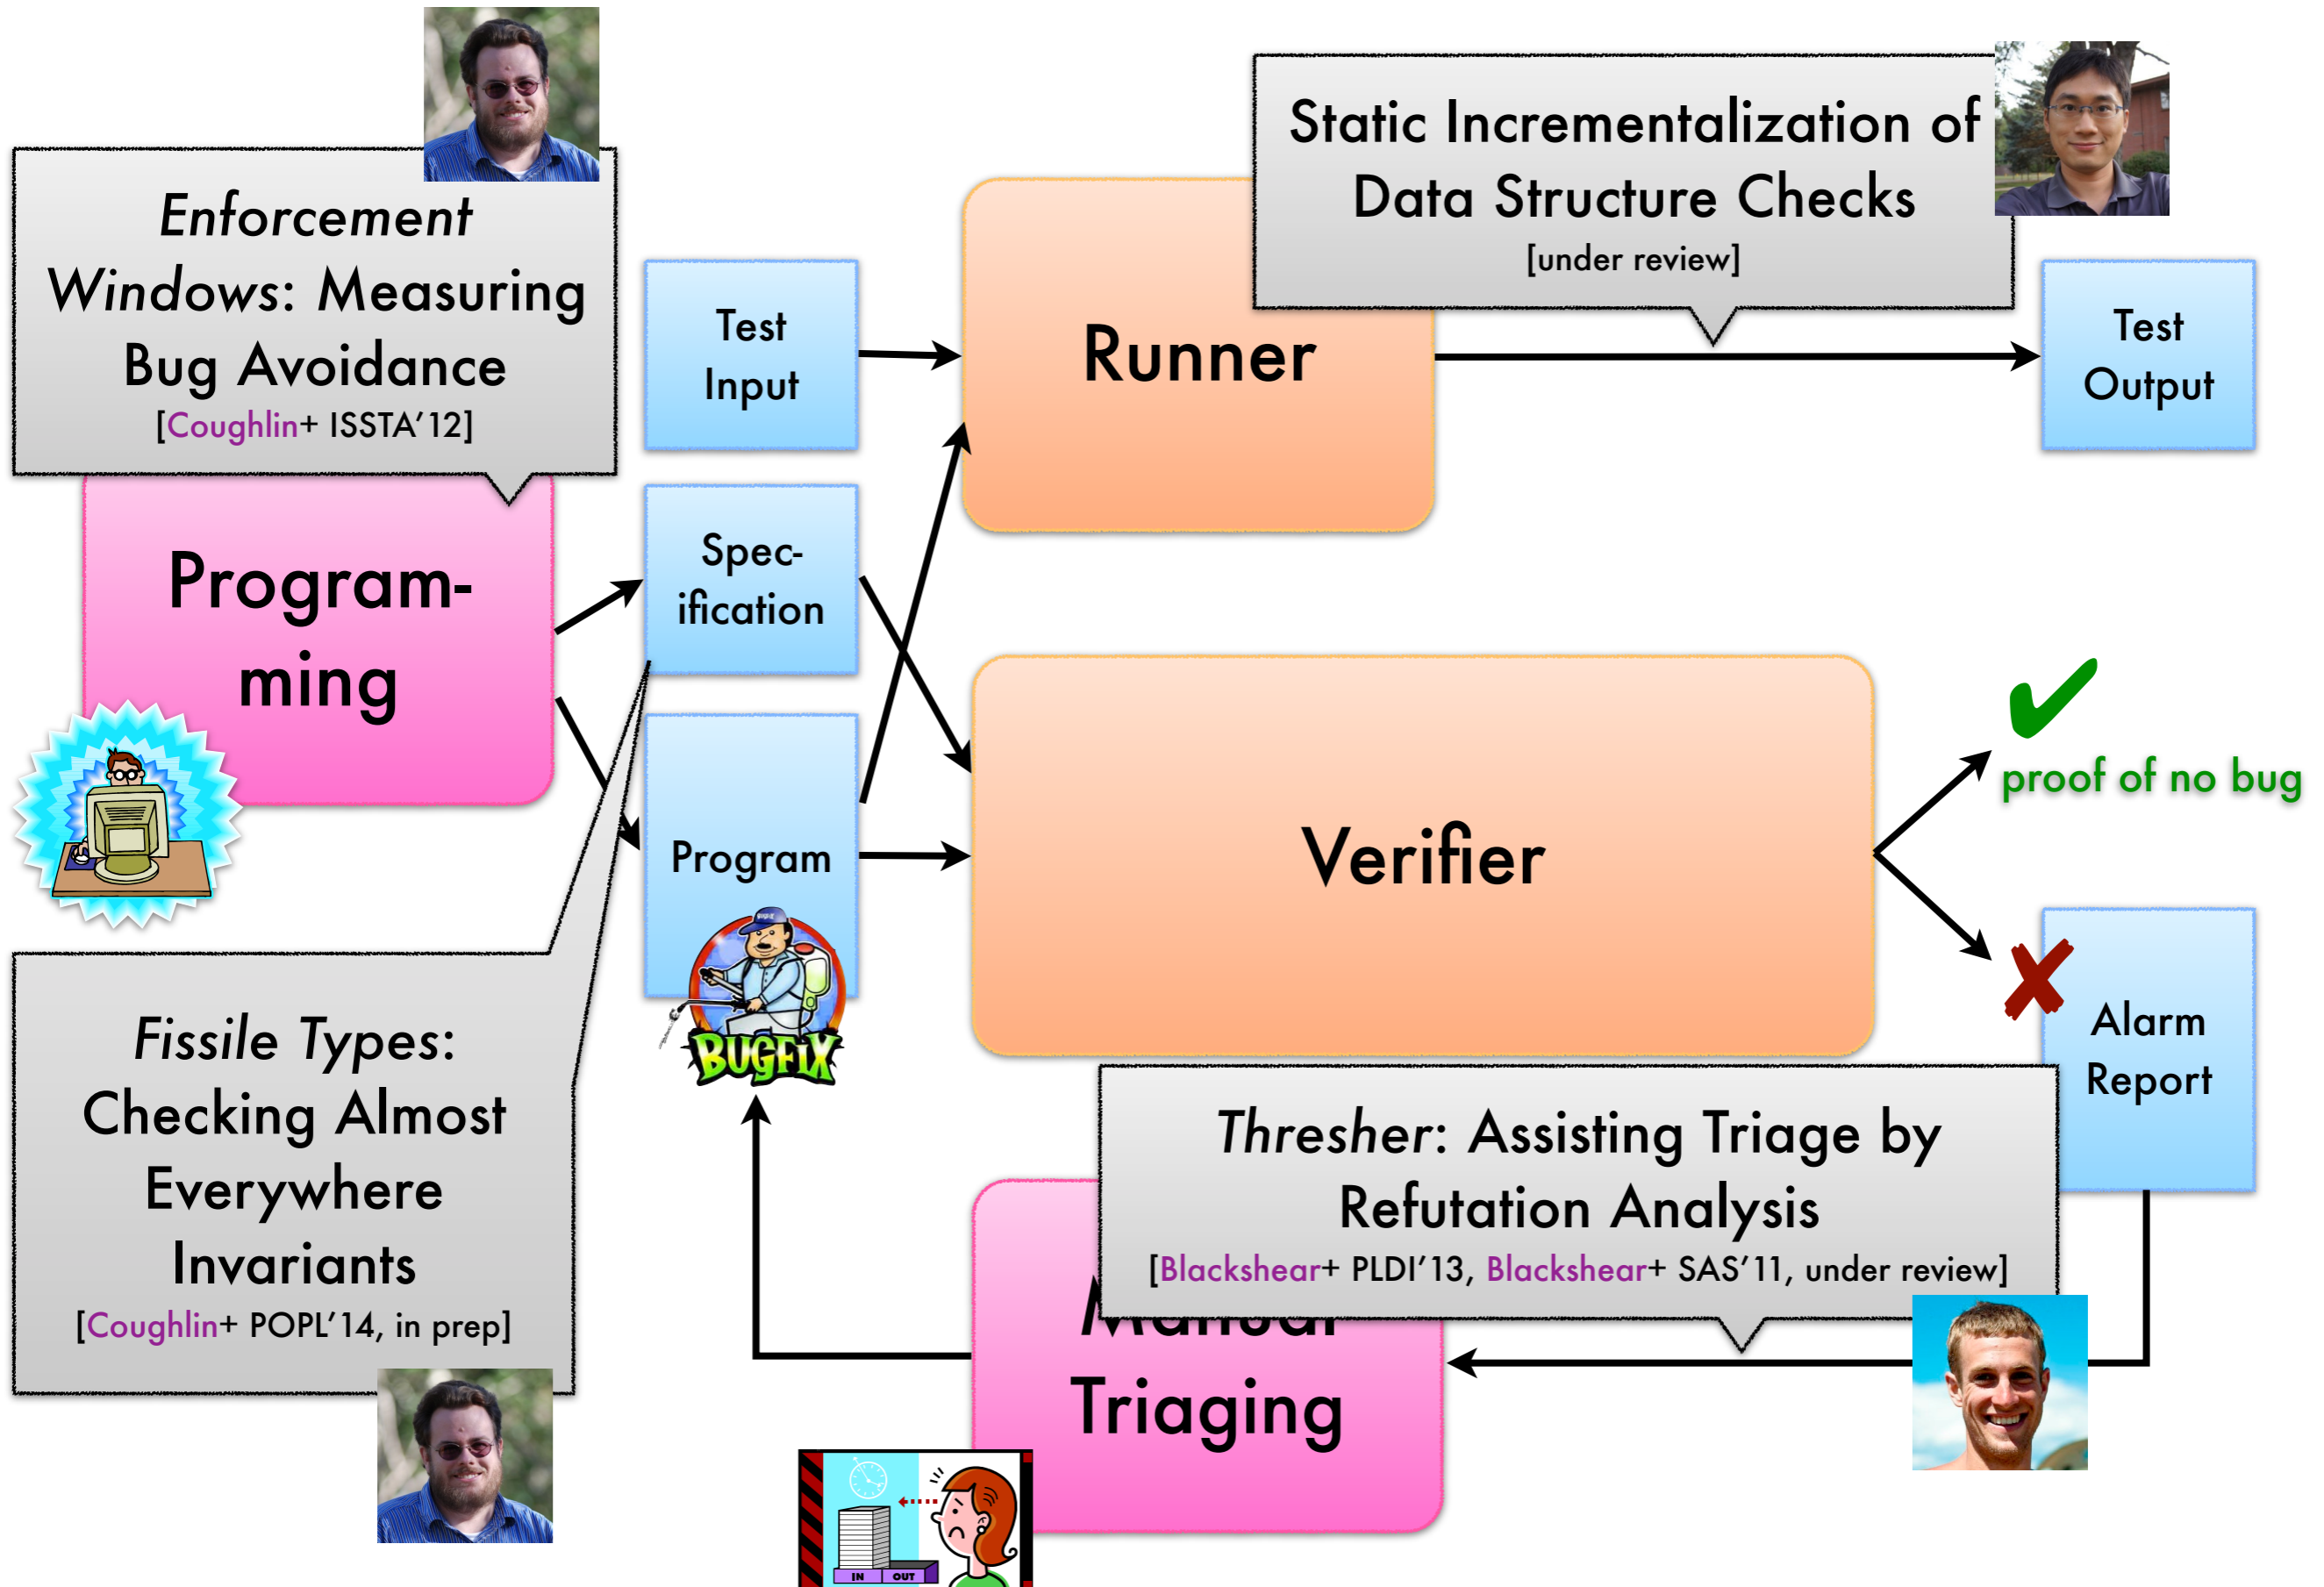 Enforcement
Windows: Measuring
Bug Avoidance
[Coughlin+ ISSTA'12]
Static Incrementalization of
Data Structure Checks
[under review]
Test
Input
Runner
Test
Output
Program-
ming
Spec-
ification
Program
BUGFIX
Verifier
proof of no bug
Alarm
Report
Fissile Types:
Checking Almost
Everywhere
Invariants
[Coughlin+ POPL'14, in prep]
Thresher: Assisting Triage by
Refutation Analysis
[Blackshear+ PLDI'13, Blackshear+ SAS'11, under review]
Manual
Triaging
IN OUT